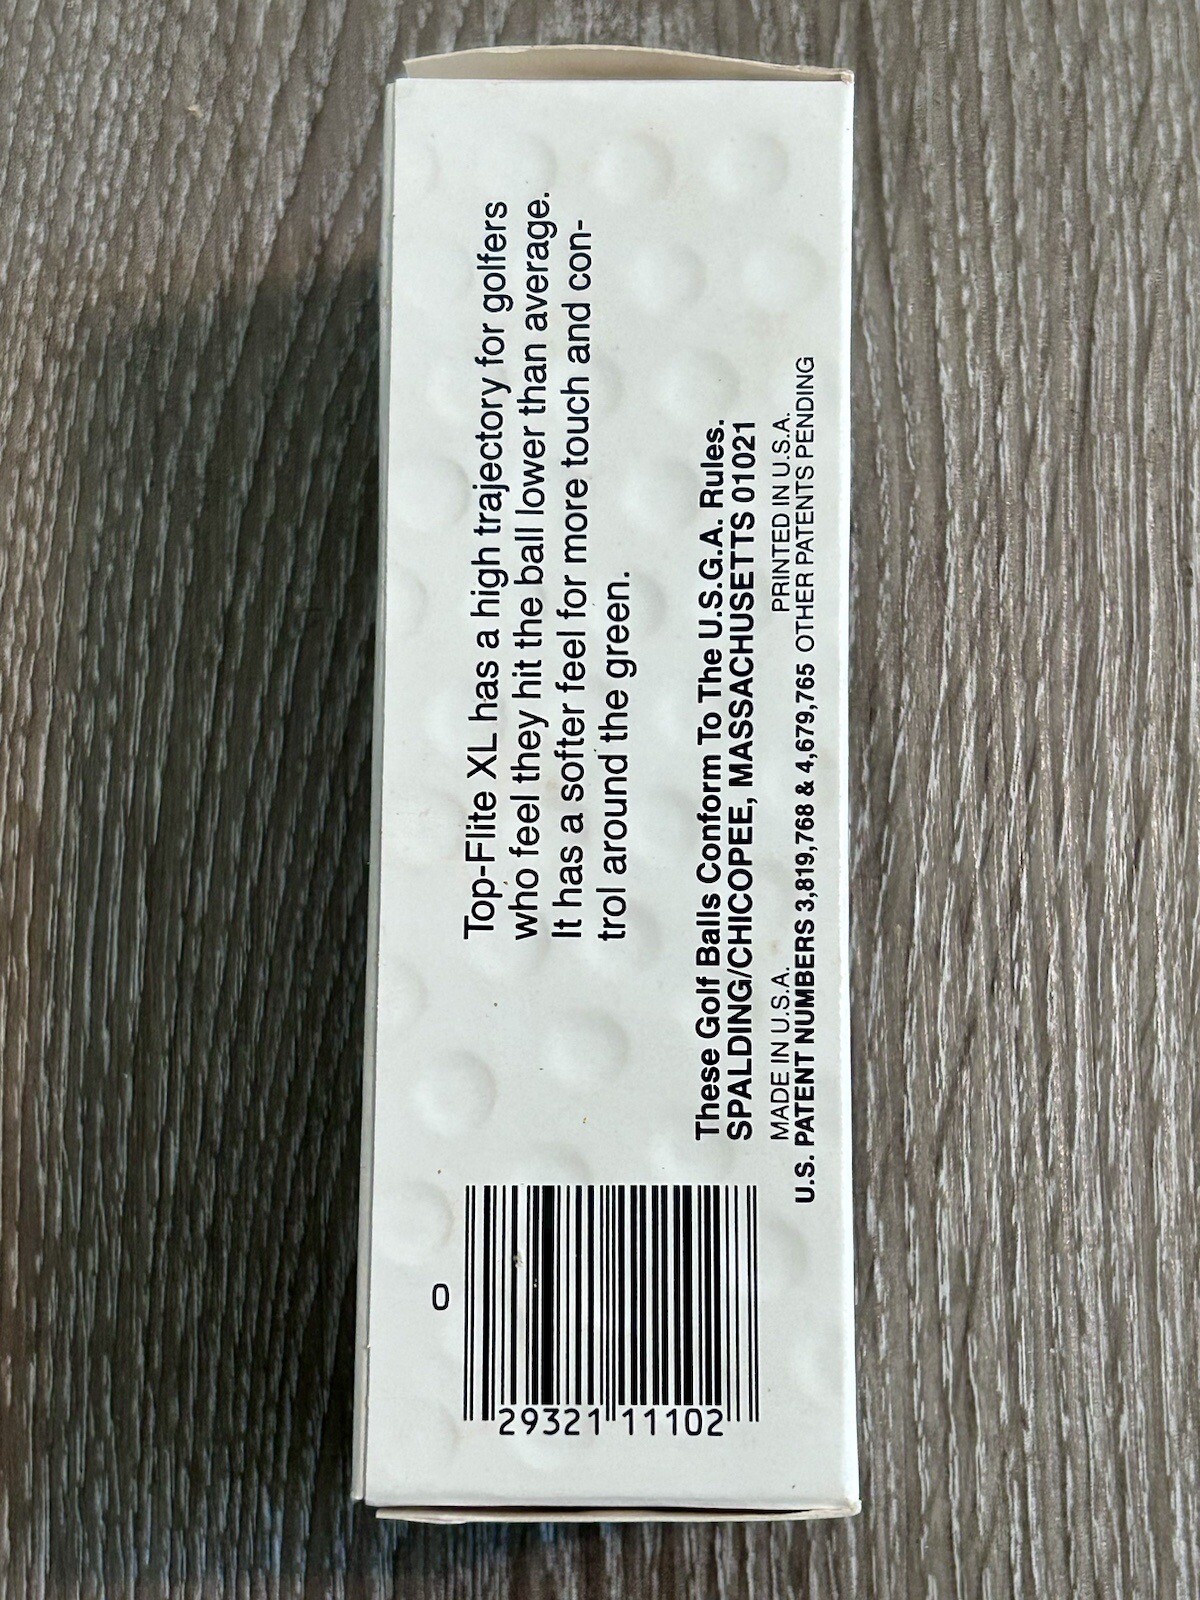 Top-Flite XL has a high trajectory for golfers
who feel they hit the ball lower than average.
It has a softer feel for more touch and con-
trol around the green.
These Golf Balls Conform To The U.S.G.A. Rules.
SPALDING/CHICOPEE, MASSACHUSETTS 01021
MADE IN U.S.A. PRINTED IN U.S.A.
U.S. PATENT NUMBERS 3,819,768 & 4,679,765 OTHER PATENTS PENDING
0
29321 11102